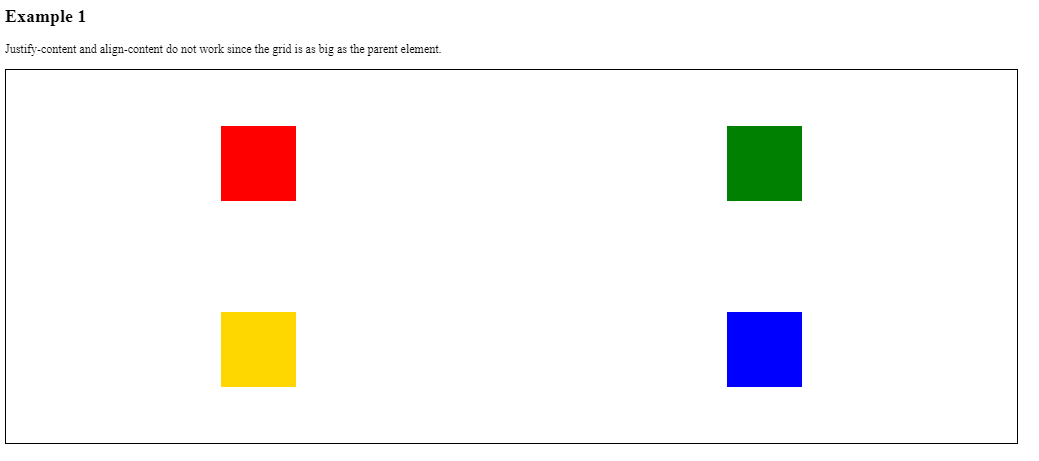 Example 1
Justify-content and align-content do not work since the grid is as big as the parent element.